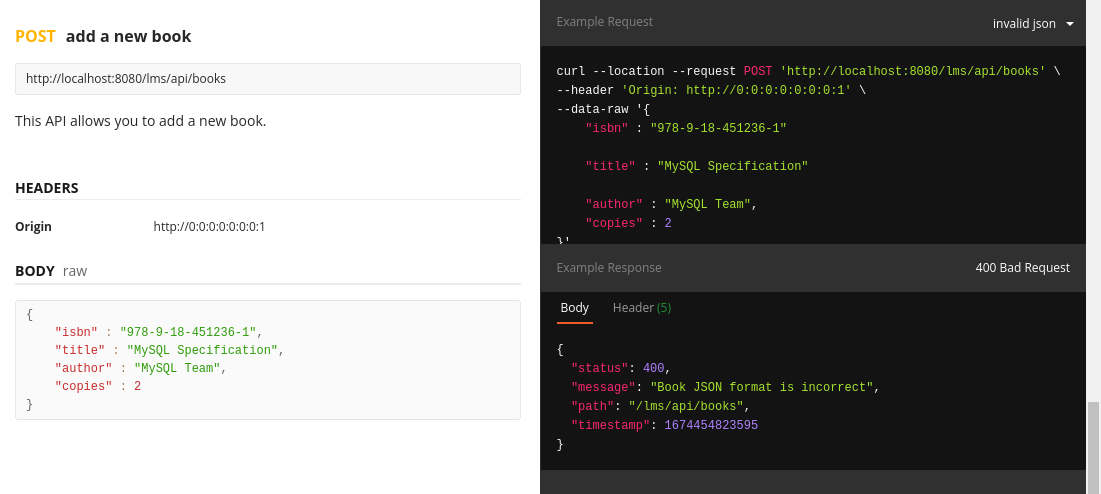 POST add a new book
http://localhost:8080/lms/api/books
This API allows you to add a new book.
HEADERS
Origin http://0:0:0:0:0:0:0:1
BODY raw
{
"isbn" : "978-9-18-451236-1",
"title" : "MySQL Specification",
"author" : "MySQL Team",
"copies" : 2
}
Example Request
invalid json
curl --location --request POST 'http://localhost:8080/lms/api/books' \
--header 'Origin: http://0:0:0:0:0:0:0:1' \
--data-raw '{
"isbn" : "978-9-18-451236-1"
"title" : "MySQL Specification"
"author" : "MySQL Team",
"copies" : 2
}'
Example Response
400 Bad Request
Body Header (5)
{
"status": 400,
"message": "Book JSON format is incorrect",
"path": "/lms/api/books",
"timestamp": 1674454823595
}